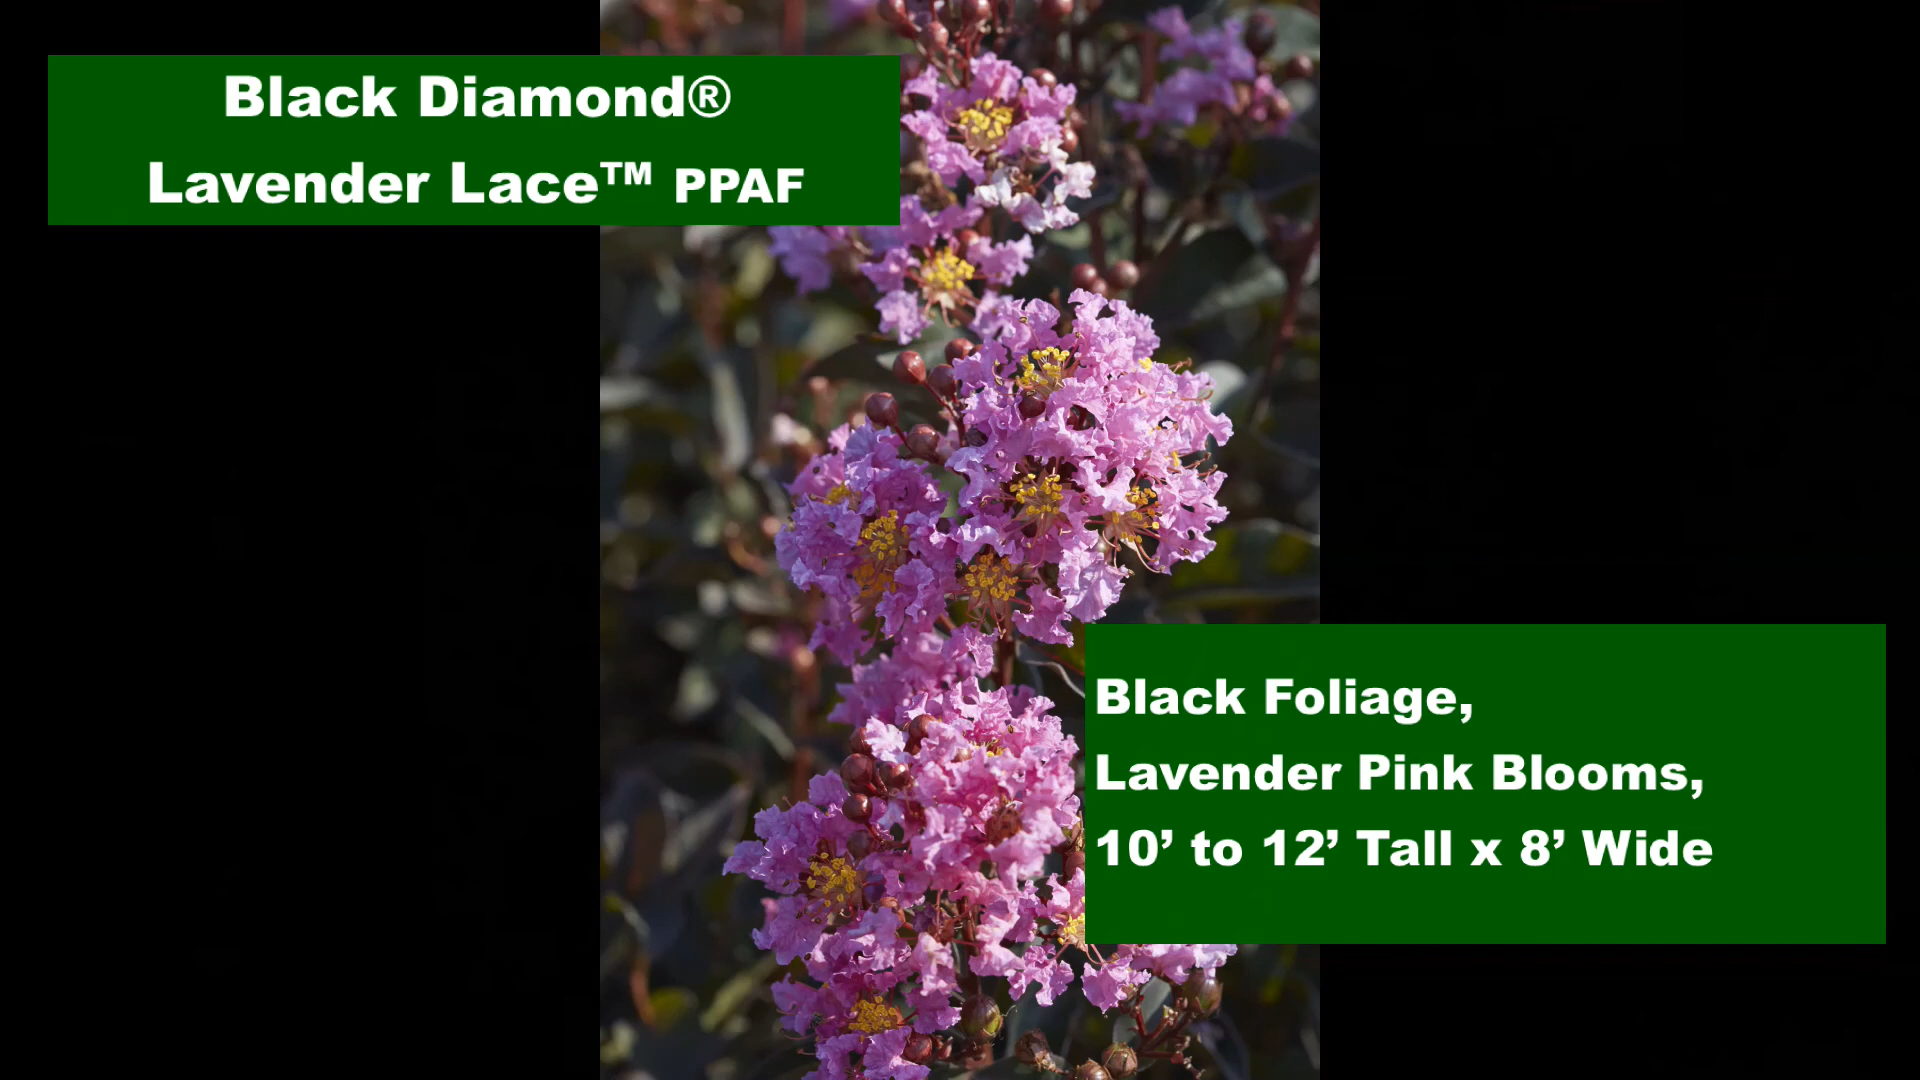 Black Diamond®
Lavender Lace™ PPAF
Black Foliage,
Lavender Pink Blooms,
10’ to 12’ Tall x 8’ Wide